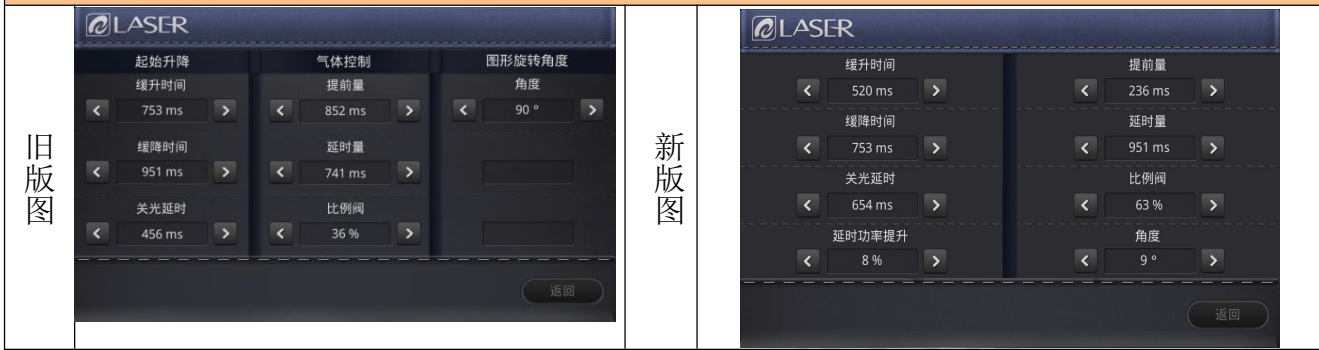 旧版图
LASER
起始升降 气体控制 图形旋转角度
缓升时间 提前量 角度
753 ms 852 ms 90 °
缓降时间 延时量
951 ms 741 ms
关光延时 比例阀
456 ms 36 %
返回
新版图
LASER
缓升时间 提前量
520 ms 236 ms
缓降时间 延时量
753 ms 951 ms
关光延时 比例阀
654 ms 63 %
延时功率提升 角度
8 % 9 °
返回